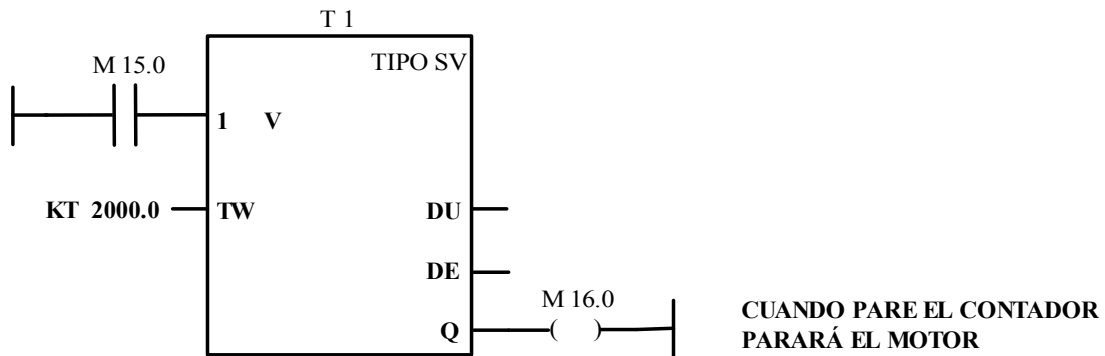 T 1
TIPO SV
M 15.0
1 V
KT 2000.0
TW
DU
DE
M 16.0
Q
( )
CUANDO PARE EL CONTADOR
PARARÁ EL MOTOR